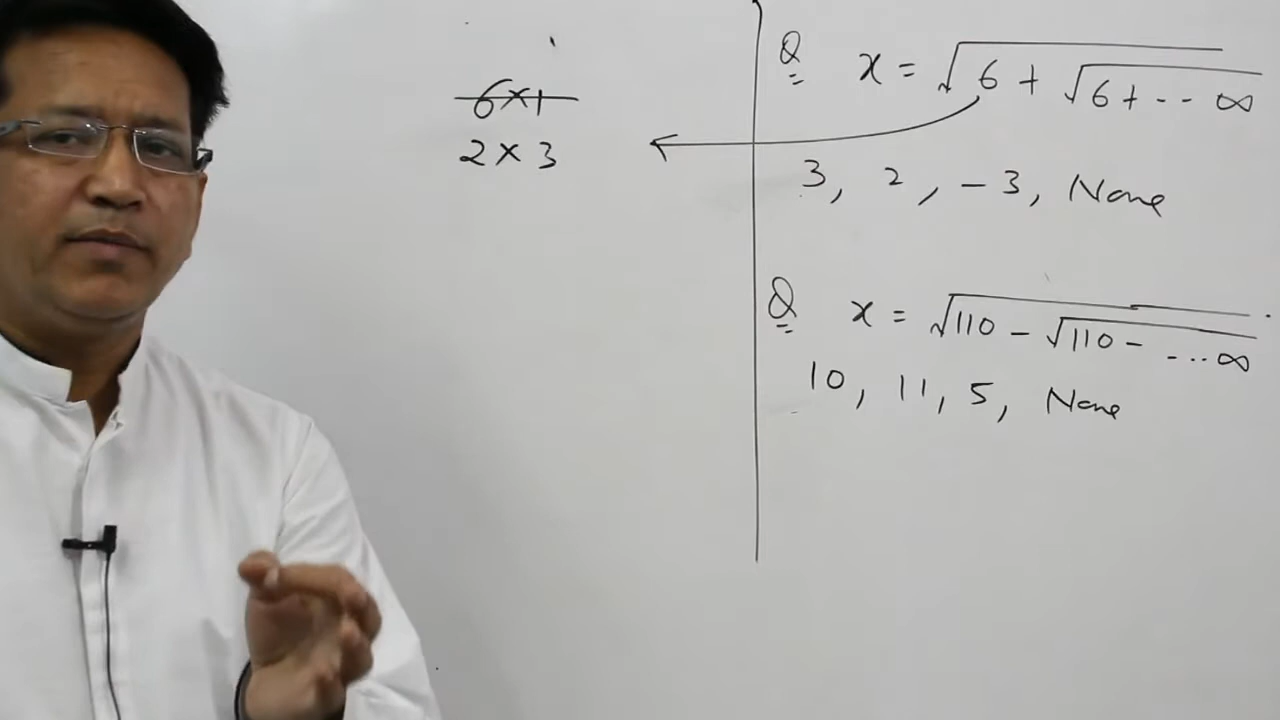 6×1
2 × 3
Q x = √6 + √6 + -- ∞
3, 2, -3, None
Q x = √110 - √110 - --- ∞
10, 11, 5, None